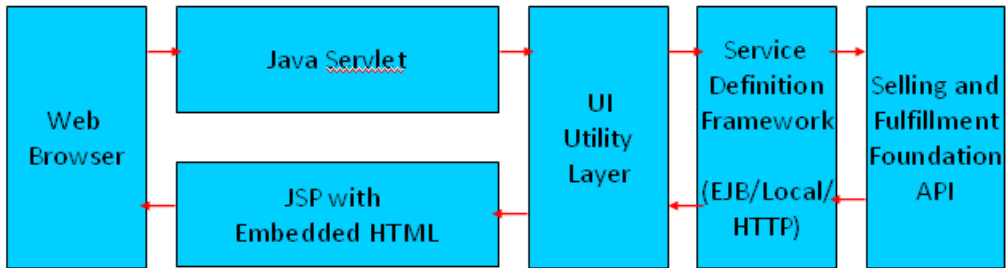 Web
Browser
Java Servlet
JSP with
Embedded HTML
UI
Utility
Layer
Service
Definition
Framework
(EJB/Local/
HTTP)
Selling and
Fulfillment
Foundation
API